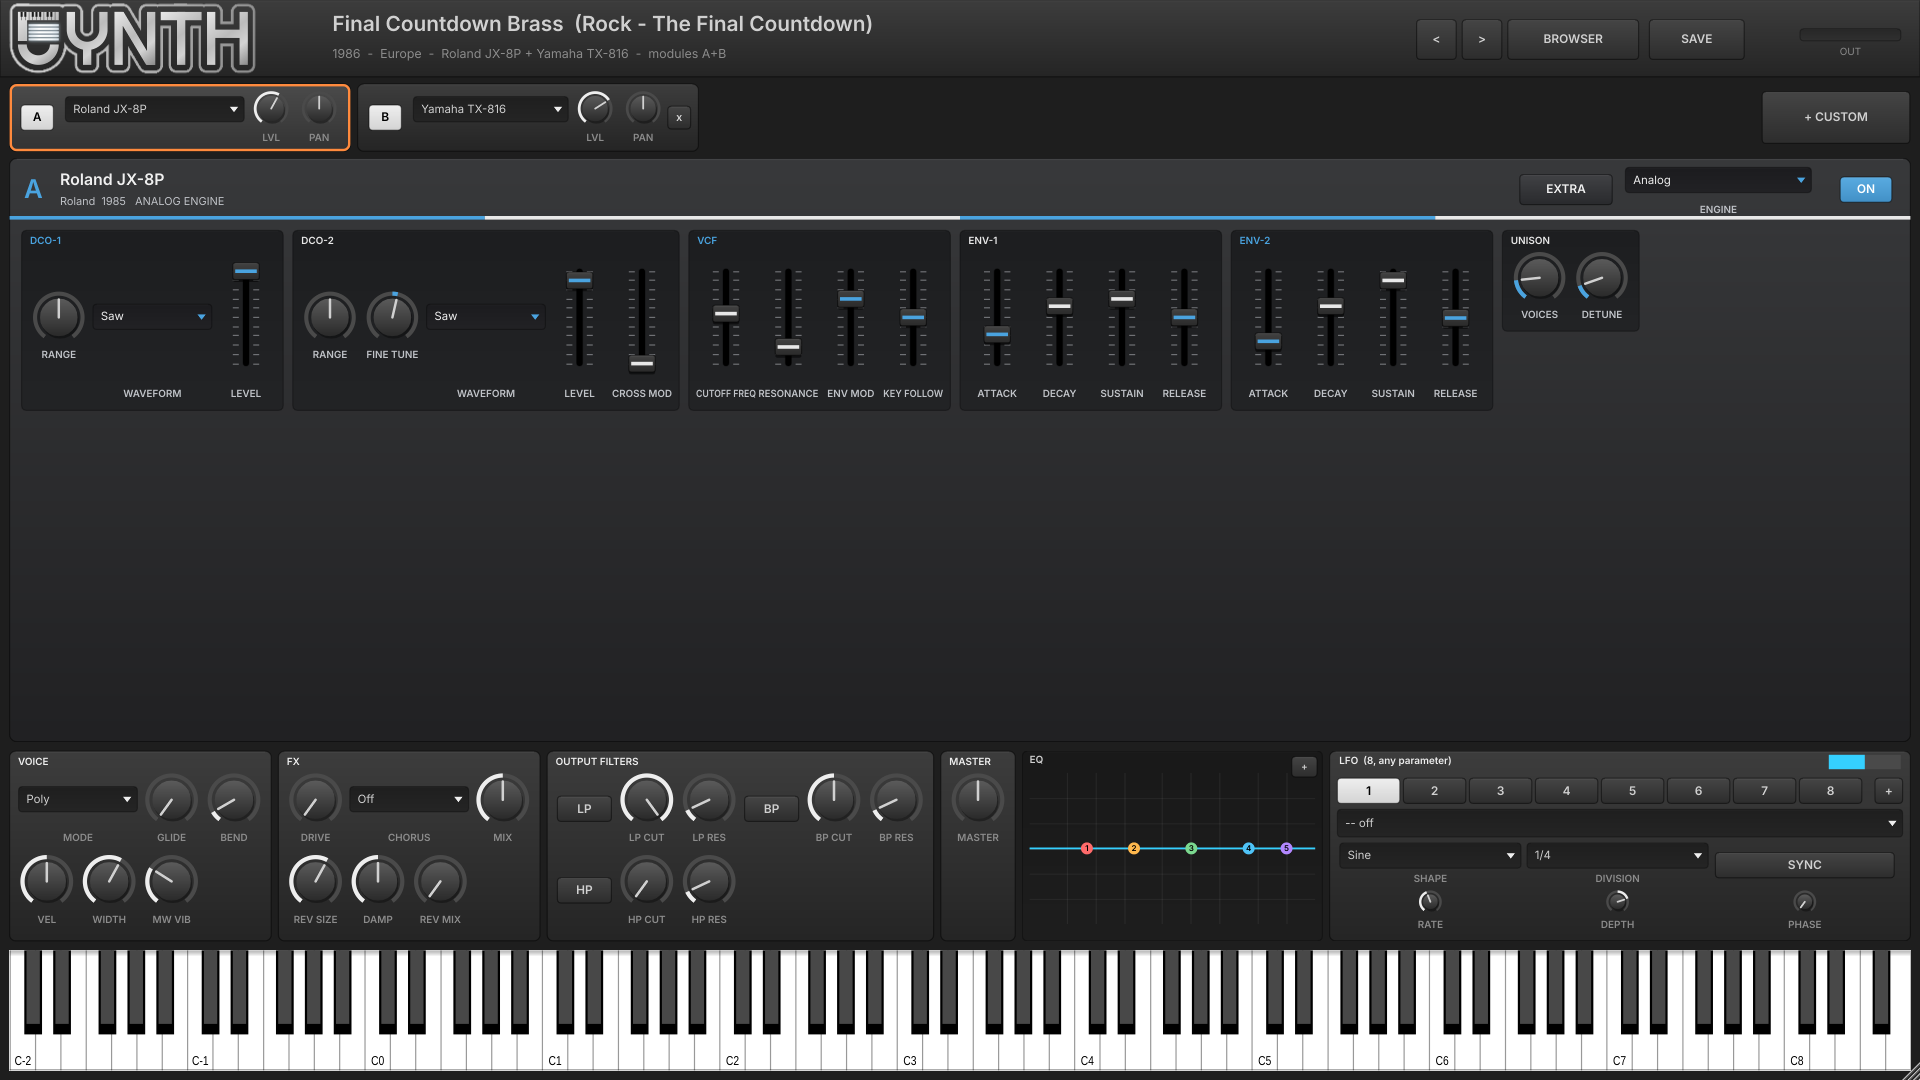 SYNTH
Final Countdown Brass (Rock - The Final Countdown)
1986 - Europe - Roland JX-8P + Yamaha TX-816 - modules A+B
<
>
BROWSER
SAVE
OUT
A
Roland JX-8P
LVL
PAN
B
Yamaha TX-816
LVL
PAN
x
+ CUSTOM
A
Roland JX-8P
Roland 1985 ANALOG ENGINE
EXTRA
Analog
ENGINE
ON
DCO-1
RANGE
Saw
WAVEFORM
LEVEL
DCO-2
RANGE
FINE TUNE
Saw
WAVEFORM
LEVEL
CROSS MOD
VCF
CUTOFF FREQ
RESONANCE
ENV MOD
KEY FOLLOW
ENV-1
ATTACK
DECAY
SUSTAIN
RELEASE
ENV-2
ATTACK
DECAY
SUSTAIN
RELEASE
UNISON
VOICES
DETUNE
VOICE
Poly
MODE
GLIDE
BEND
VEL
WIDTH
MW VIB
FX
DRIVE
Off
CHORUS
MIX
REV SIZE
DAMP
REV MIX
OUTPUT FILTERS
LP
LP CUT
LP RES
BP
BP CUT
BP RES
HP
HP CUT
HP RES
MASTER
MASTER
EQ
+
1
2
3
4
5
LFO (8, any parameter)
1
2
3
4
5
6
7
8
+
-- off
Sine
SHAPE
1/4
DIVISION
SYNC
RATE
DEPTH
PHASE
C-2
C-1
C0
C1
C2
C3
C4
C5
C6
C7
C8